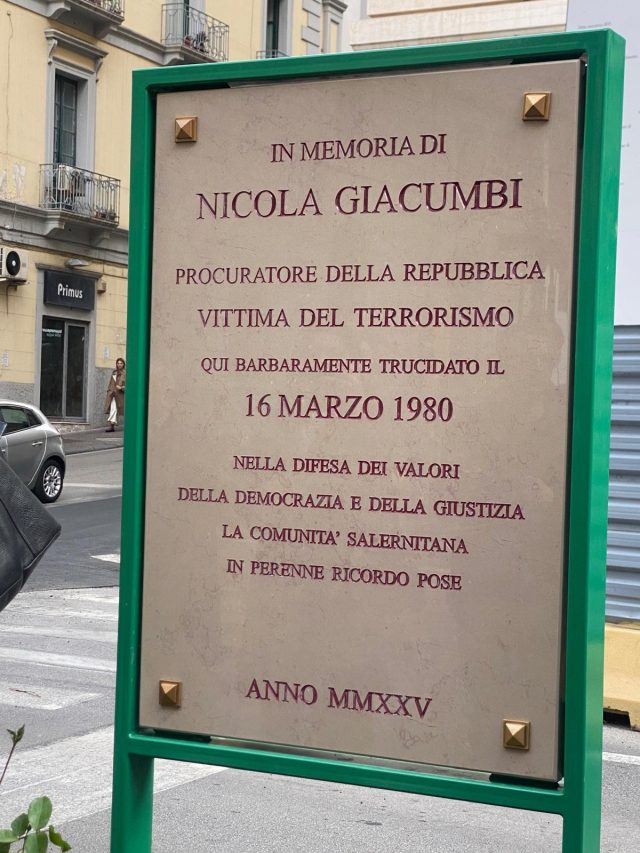 IN MEMORIA DI
NICOLA GIACUMBI
PROCURATORE DELLA REPUBBLICA
VITTIMA DEL TERRORISMO
QUI BARBARAMENTE TRUCIDATO IL
16 MARZO 1980
NELLA DIFESA DEI VALORI
DELLA DEMOCRAZIA E DELLA GIUSTIZIA
LA COMUNITA' SALERNITANA
IN PERENNE RICORDO POSE
ANNO MMXXV
Primus